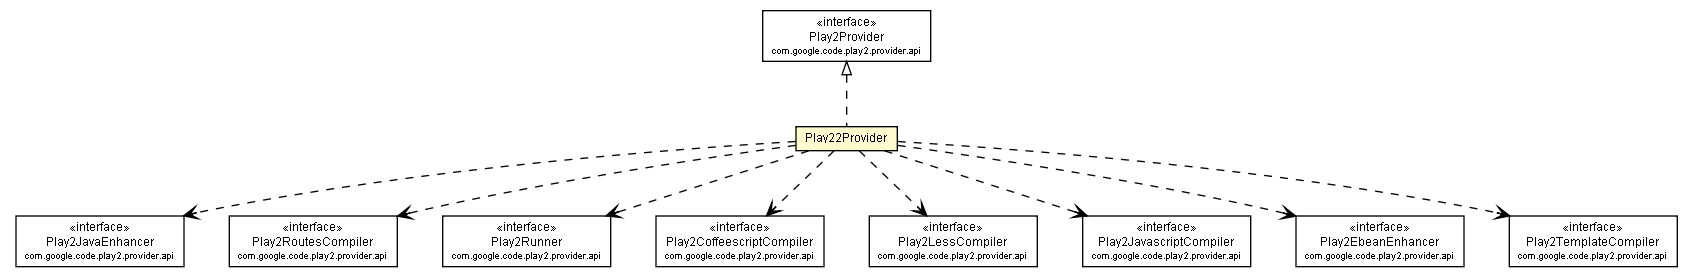 «interface»
Play2Provider
com.google.code.play2.provider.api
Play22Provider
«interface»
Play2JavaEnhancer
com.google.code.play2.provider.api
«interface»
Play2RoutesCompiler
com.google.code.play2.provider.api
«interface»
Play2Runner
com.google.code.play2.provider.api
«interface»
Play2CoffeescriptCompiler
com.google.code.play2.provider.api
«interface»
Play2LessCompiler
com.google.code.play2.provider.api
«interface»
Play2JavascriptCompiler
com.google.code.play2.provider.api
«interface»
Play2EbeanEnhancer
com.google.code.play2.provider.api
«interface»
Play2TemplateCompiler
com.google.code.play2.provider.api